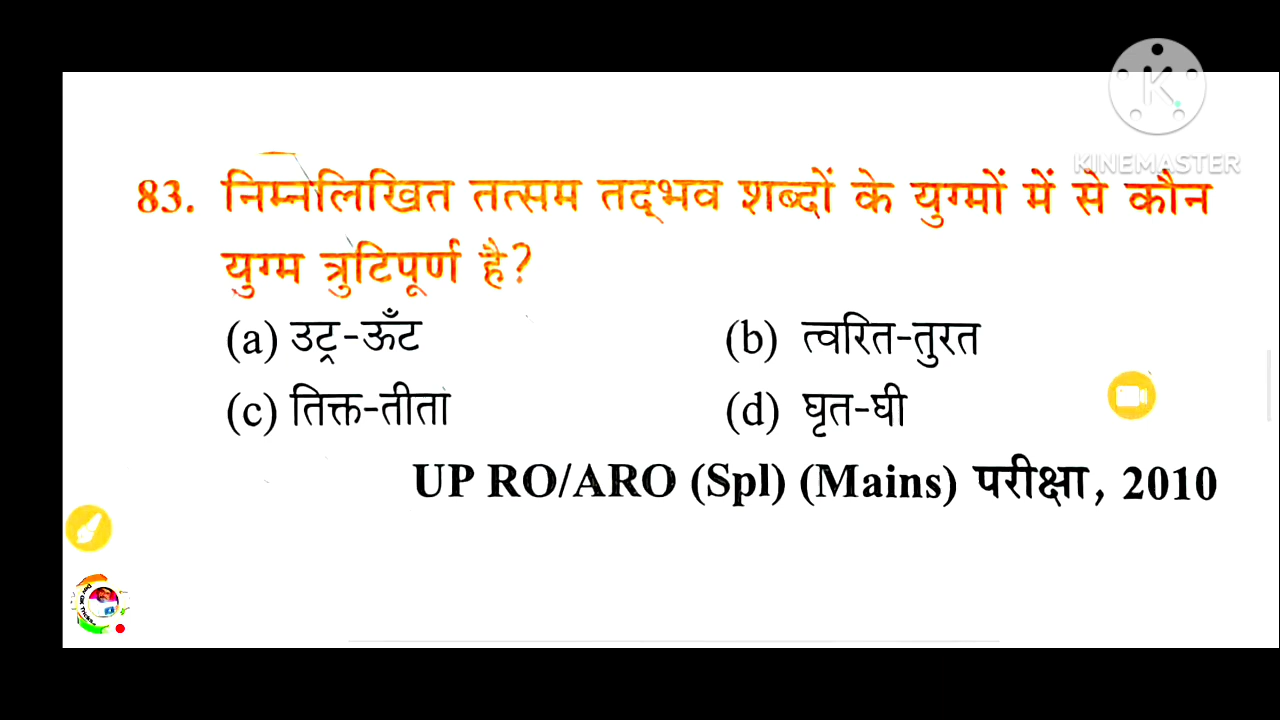 KINEMASTER
83. निम्नलिखित तत्सम तद्भव शब्दों के युग्मों में से कौन
युग्म त्रुटिपूर्ण है?
(a) उट्र-ऊँट (b) त्वरित-तुरत
(c) तिक्त-तीता (d) घृत-घी
UP RO/ARO (Spl) (Mains) परीक्षा, 2010